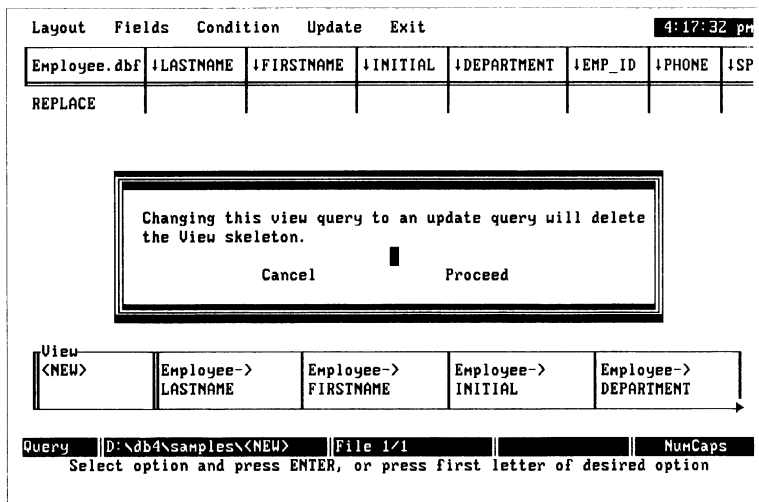 Layout Fields Condition Update Exit 4:17:32 pm
Employee.dbf ↓LASTNAME ↓FIRSTNAME ↓INITIAL ↓DEPARTMENT ↓EMP_ID ↓PHONE ↓SP
REPLACE
Changing this view query to an update query will delete
the View skeleton.
Cancel Proceed
View
<NEW> Employee-> Employee-> Employee-> Employee->
LASTNAME FIRSTNAME INITIAL DEPARTMENT
Query D:\db4\samples\<NEW> File 1/1 NumCaps
Select option and press ENTER, or press first letter of desired option